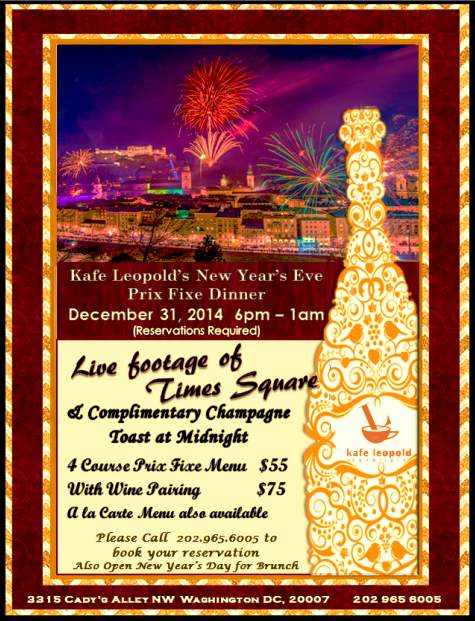 Kafe Leopold's New Year's Eve
Prix Fixe Dinner
December 31, 2014 6pm – 1am
(Reservations Required)
Live footage of
Times Square
& Complimentary Champagne
Toast at Midnight
4 Course Prix Fixe Menu $55
With Wine Pairing $75
A la Carte Menu also available
Please Call 202.965.6005 to
book your reservation
Also Open New Year's Day for Brunch
kafe leopold
3315 Cady's Alley NW Washington DC, 20007 202 965 6005